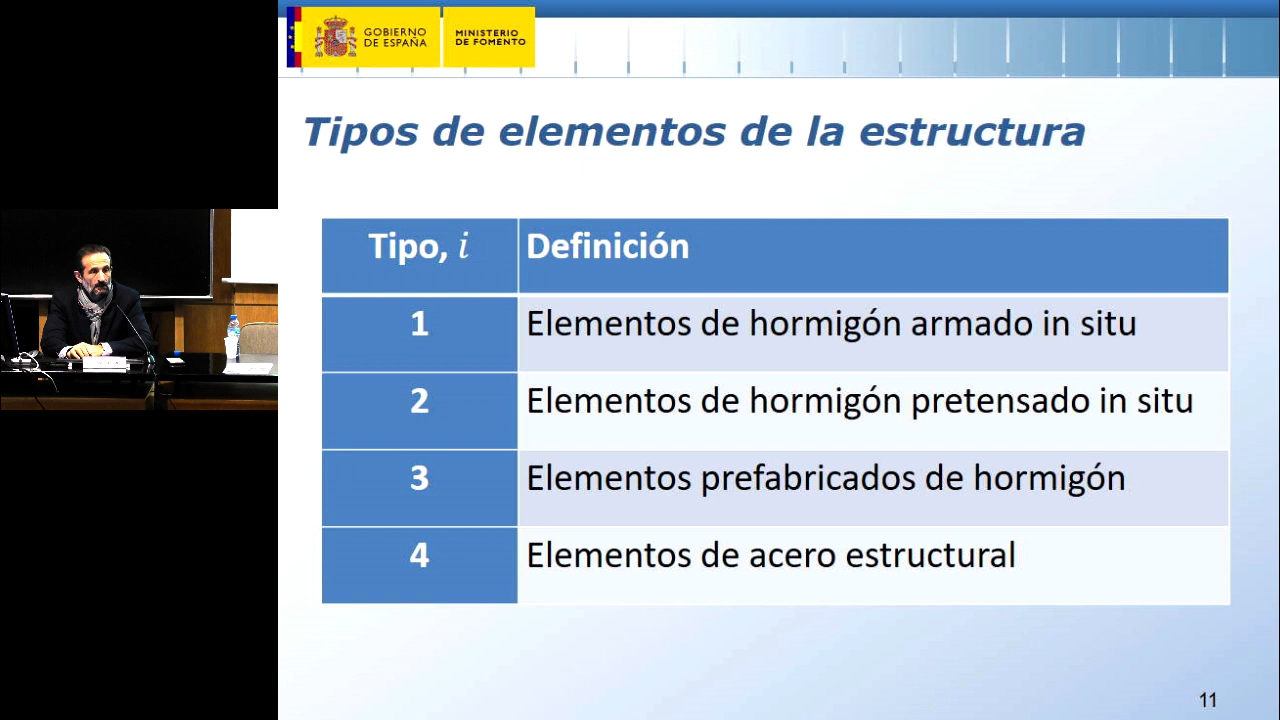 GOBIERNO
DE ESPAÑA
MINISTERIO
DE FOMENTO
Tipos de elementos de la estructura
Tipo, i Definición
1 Elementos de hormigón armado in situ
2 Elementos de hormigón pretensado in situ
3 Elementos prefabricados de hormigón
4 Elementos de acero estructural
11